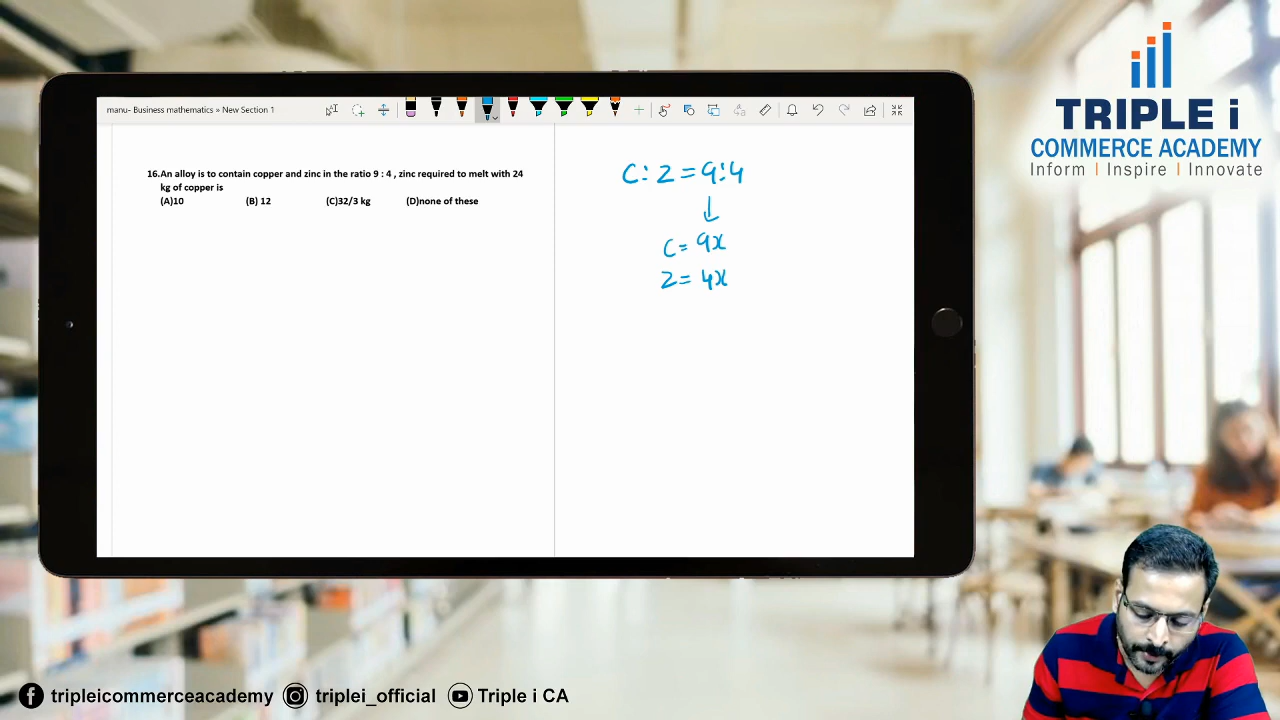 TRIPLE i
COMMERCE ACADEMY
Inform | Inspire | Innovate
manu- Business mathematics » New Section 1
16.An alloy is to contain copper and zinc in the ratio 9 : 4 , zinc required to melt with 24
kg of copper is
(A)10 (B) 12 (C)32/3 kg (D)none of these
C : Z = 9:4
↓
C = 9x
Z = 4x
tripleicommerceacademy triplei_official Triple i CA